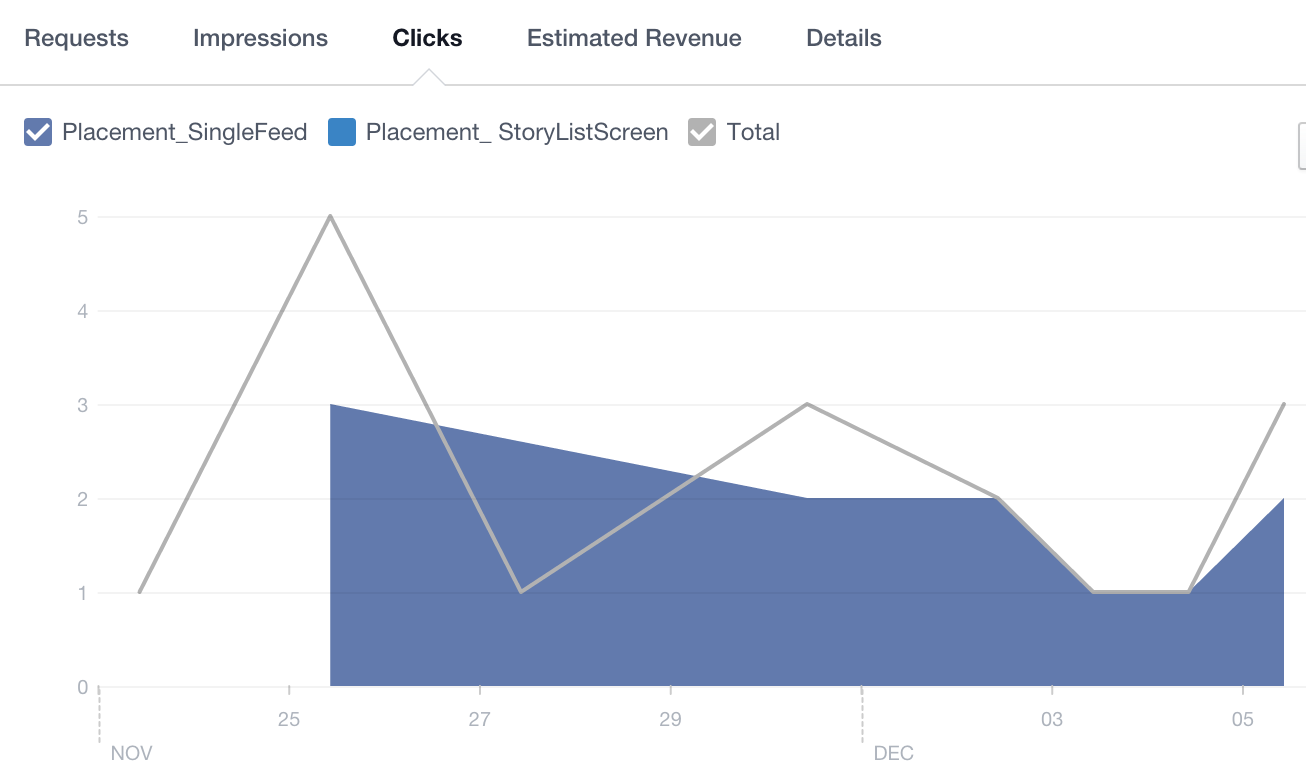 Requests Impressions Clicks Estimated Revenue Details
Placement_SingleFeed Placement_ StoryListScreen Total
5
4
3
2
1
0
25 27 29 03 05
NOV DEC